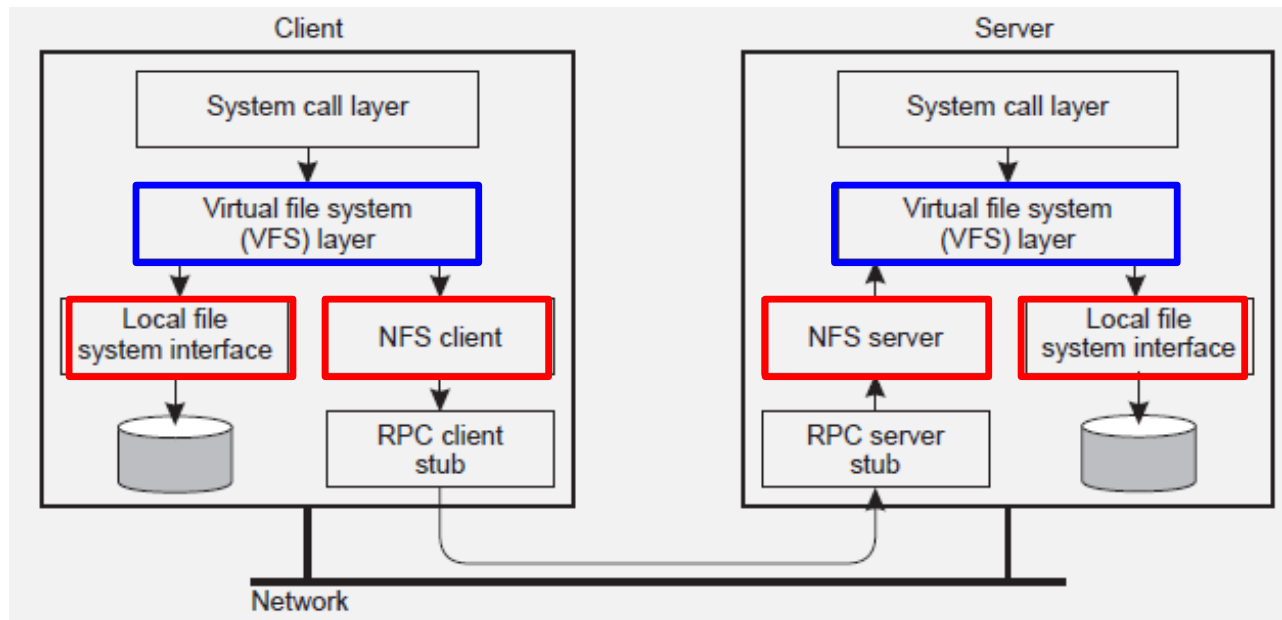 Client
Server
System call layer
System call layer
Virtual file system
(VFS) layer
Virtual file system
(VFS) layer
Local file
system interface
NFS client
NFS server
Local file
system interface
RPC client
stub
RPC server
stub
Network